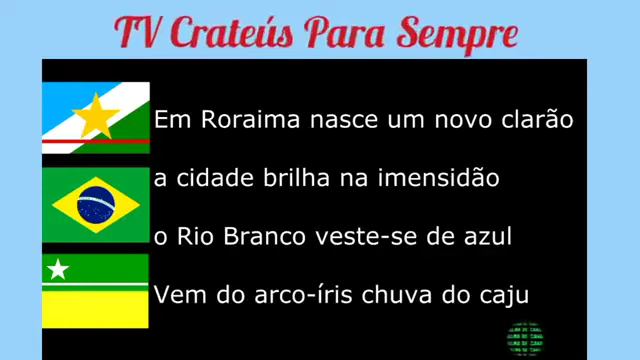 TV Crateús Para Sempre
Em Roraima nasce um novo clarão
a cidade brilha na imensidão
o Rio Branco veste-se de azul
Vem do arco-íris chuva do caju